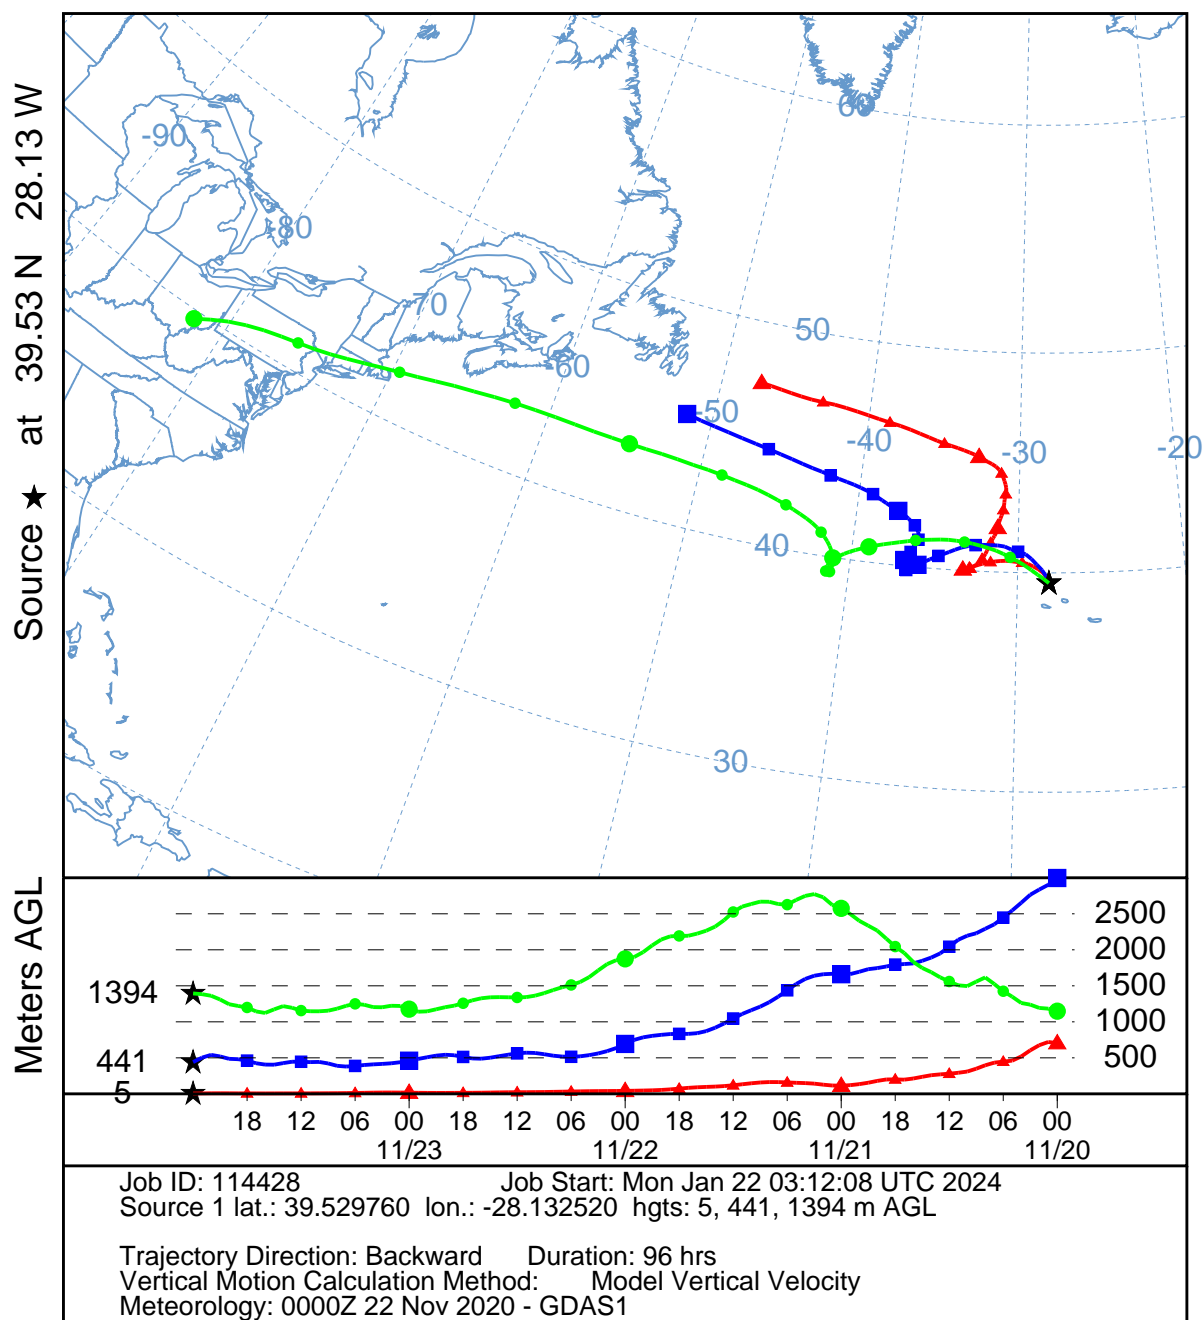 Source ★ at 39.53 N 28.13 W
60
-90
-80
-70
50
-60
-50
-40
-30
-20
40
30
Meters AGL
2500
2000
1394
1500
1000
441
500
5
18 12 06 00 18 12 06 00 18 12 06 00 18 12 06 00
11/23 11/22 11/21 11/20
Job ID: 114428 Job Start: Mon Jan 22 03:12:08 UTC 2024
Source 1 lat.: 39.529760 lon.: -28.132520 hgts: 5, 441, 1394 m AGL
Trajectory Direction: Backward Duration: 96 hrs
Vertical Motion Calculation Method: Model Vertical Velocity
Meteorology: 0000Z 22 Nov 2020 - GDAS1